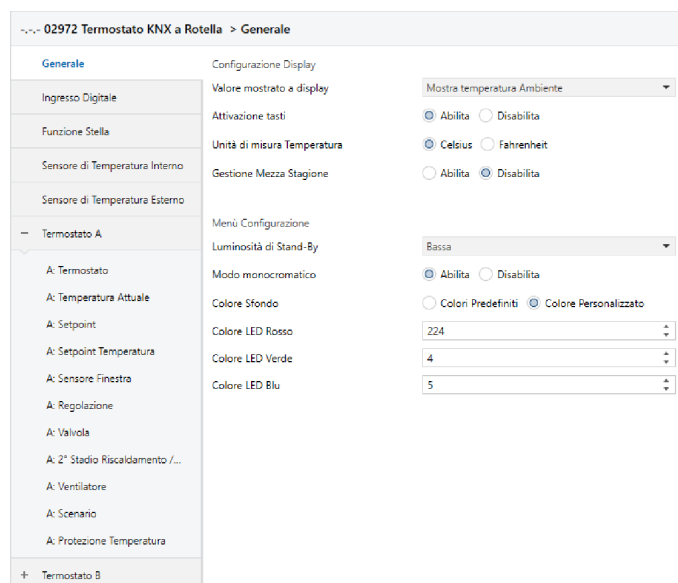 -.-.- 02972 Termostato KNX a Rotella > Generale
Generale
Ingresso Digitale
Funzione Stella
Sensore di Temperatura Interno
Sensore di Temperatura Esterno
Termostato A
A: Termostato
A: Temperatura Attuale
A: Setpoint
A: Setpoint Temperatura
A: Sensore Finestra
A: Regolazione
A: Valvola
A: 2° Stadio Riscaldamento /...
A: Ventilatore
A: Scenario
A: Protezione Temperatura
Termostato B
Configurazione Display
Valore mostrato a display Mostra temperatura Ambiente
Attivazione tasti Abilita Disabilita
Unità di misura Temperatura Celsius Fahrenheit
Gestione Mezza Stagione Abilita Disabilita
Menù Configurazione
Luminosità di Stand-By Bassa
Modo monocromatico Abilita Disabilita
Colore Sfondo Colori Predefiniti Colore Personalizzato
Colore LED Rosso 224
Colore LED Verde 4
Colore LED Blu 5